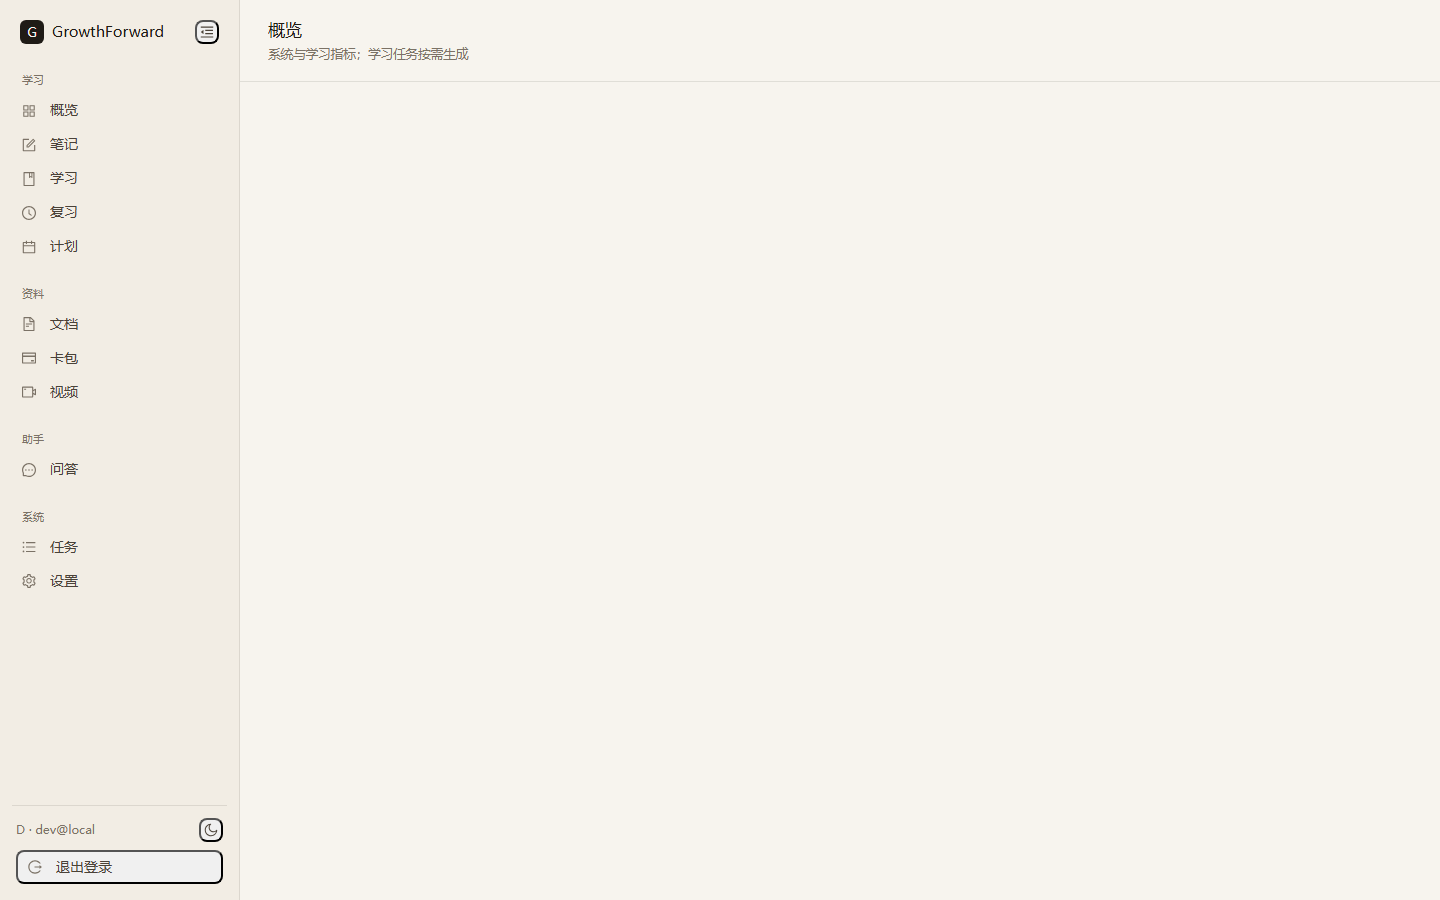 G GrowthForward
学习
概览
笔记
学习
复习
计划
资料
文档
卡包
视频
助手
问答
系统
任务
设置
D · dev@local
退出登录
概览
系统与学习指标；学习任务按需生成